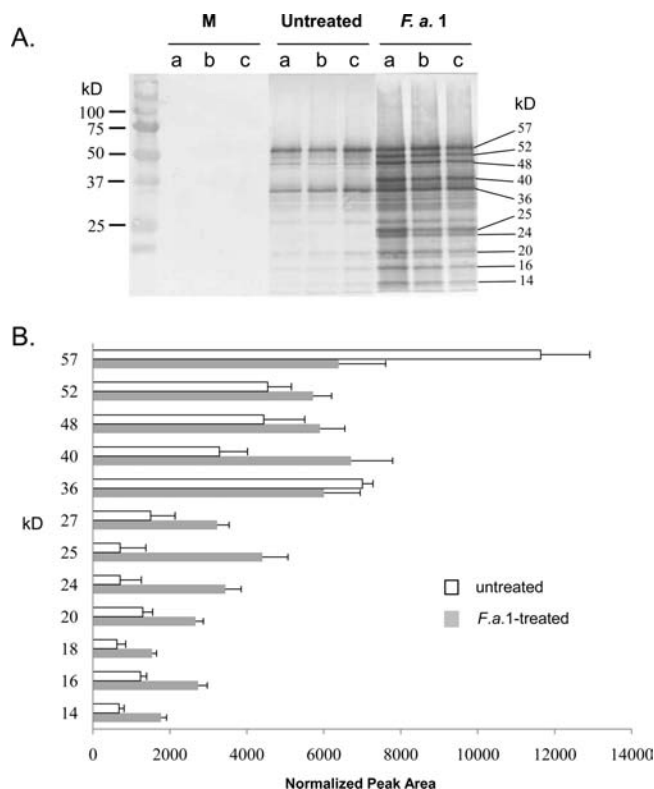 A.
M Untreated F. a. 1
a b c a b c a b c
kD
100
75
50
37
25
kD
57
52
48
40
36
25
24
20
16
14
B.
57
52
48
40
36
27
25
24
20
18
16
14
kD
untreated
F.a.1-treated
0 2000 4000 6000 8000 10000 12000 14000
Normalized Peak Area